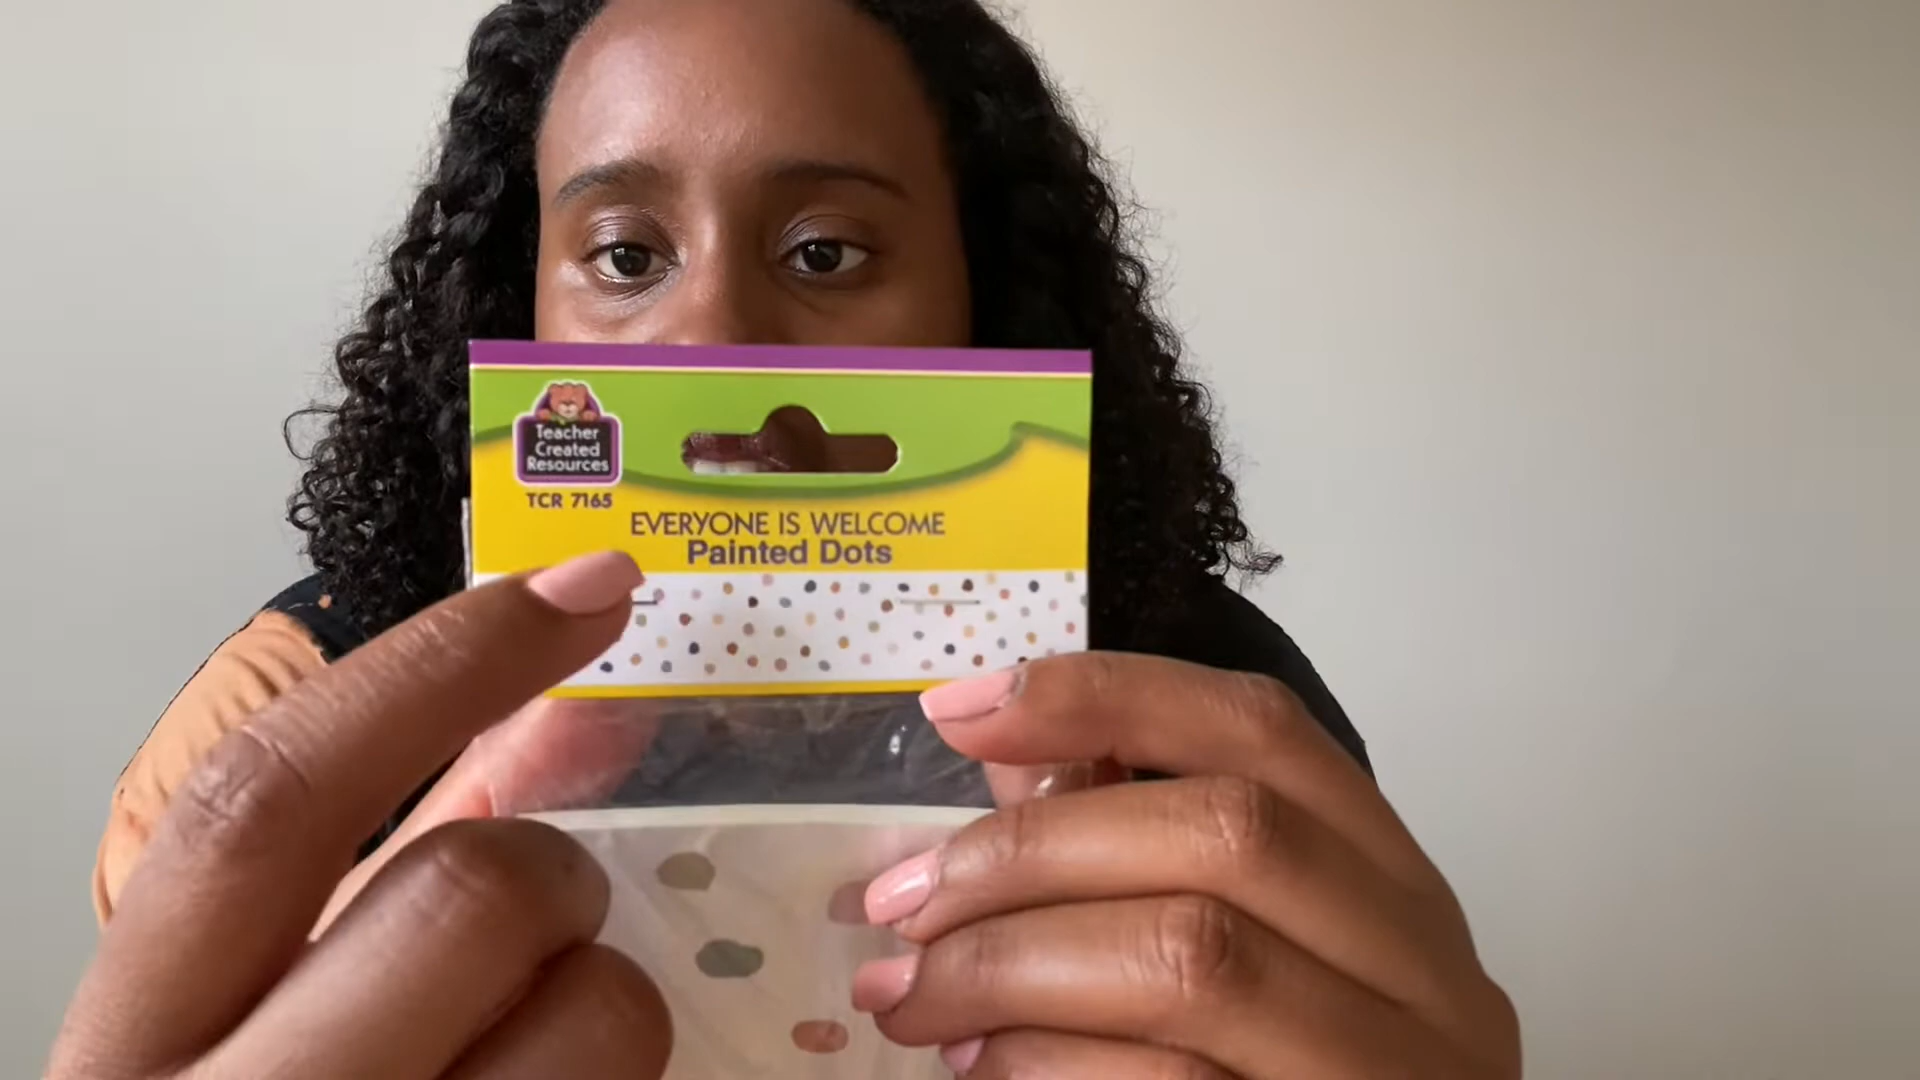 Teacher
Created
Resources
TCR 7165
EVERYONE IS WELCOME
Painted Dots